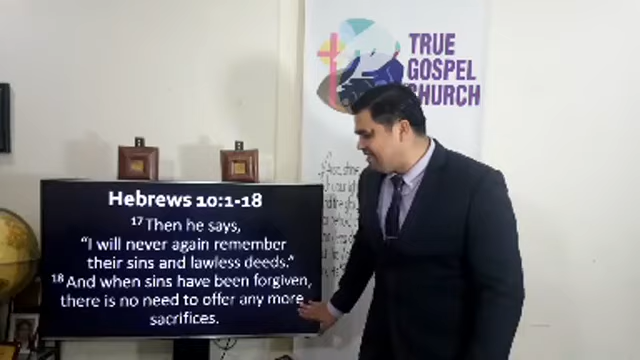 TRUE
GOSPEL
CHURCH
Hebrews 10:1-18
17 Then he says,
“I will never again remember
their sins and lawless deeds.”
18 And when sins have been forgiven,
there is no need to offer any more
sacrifices.